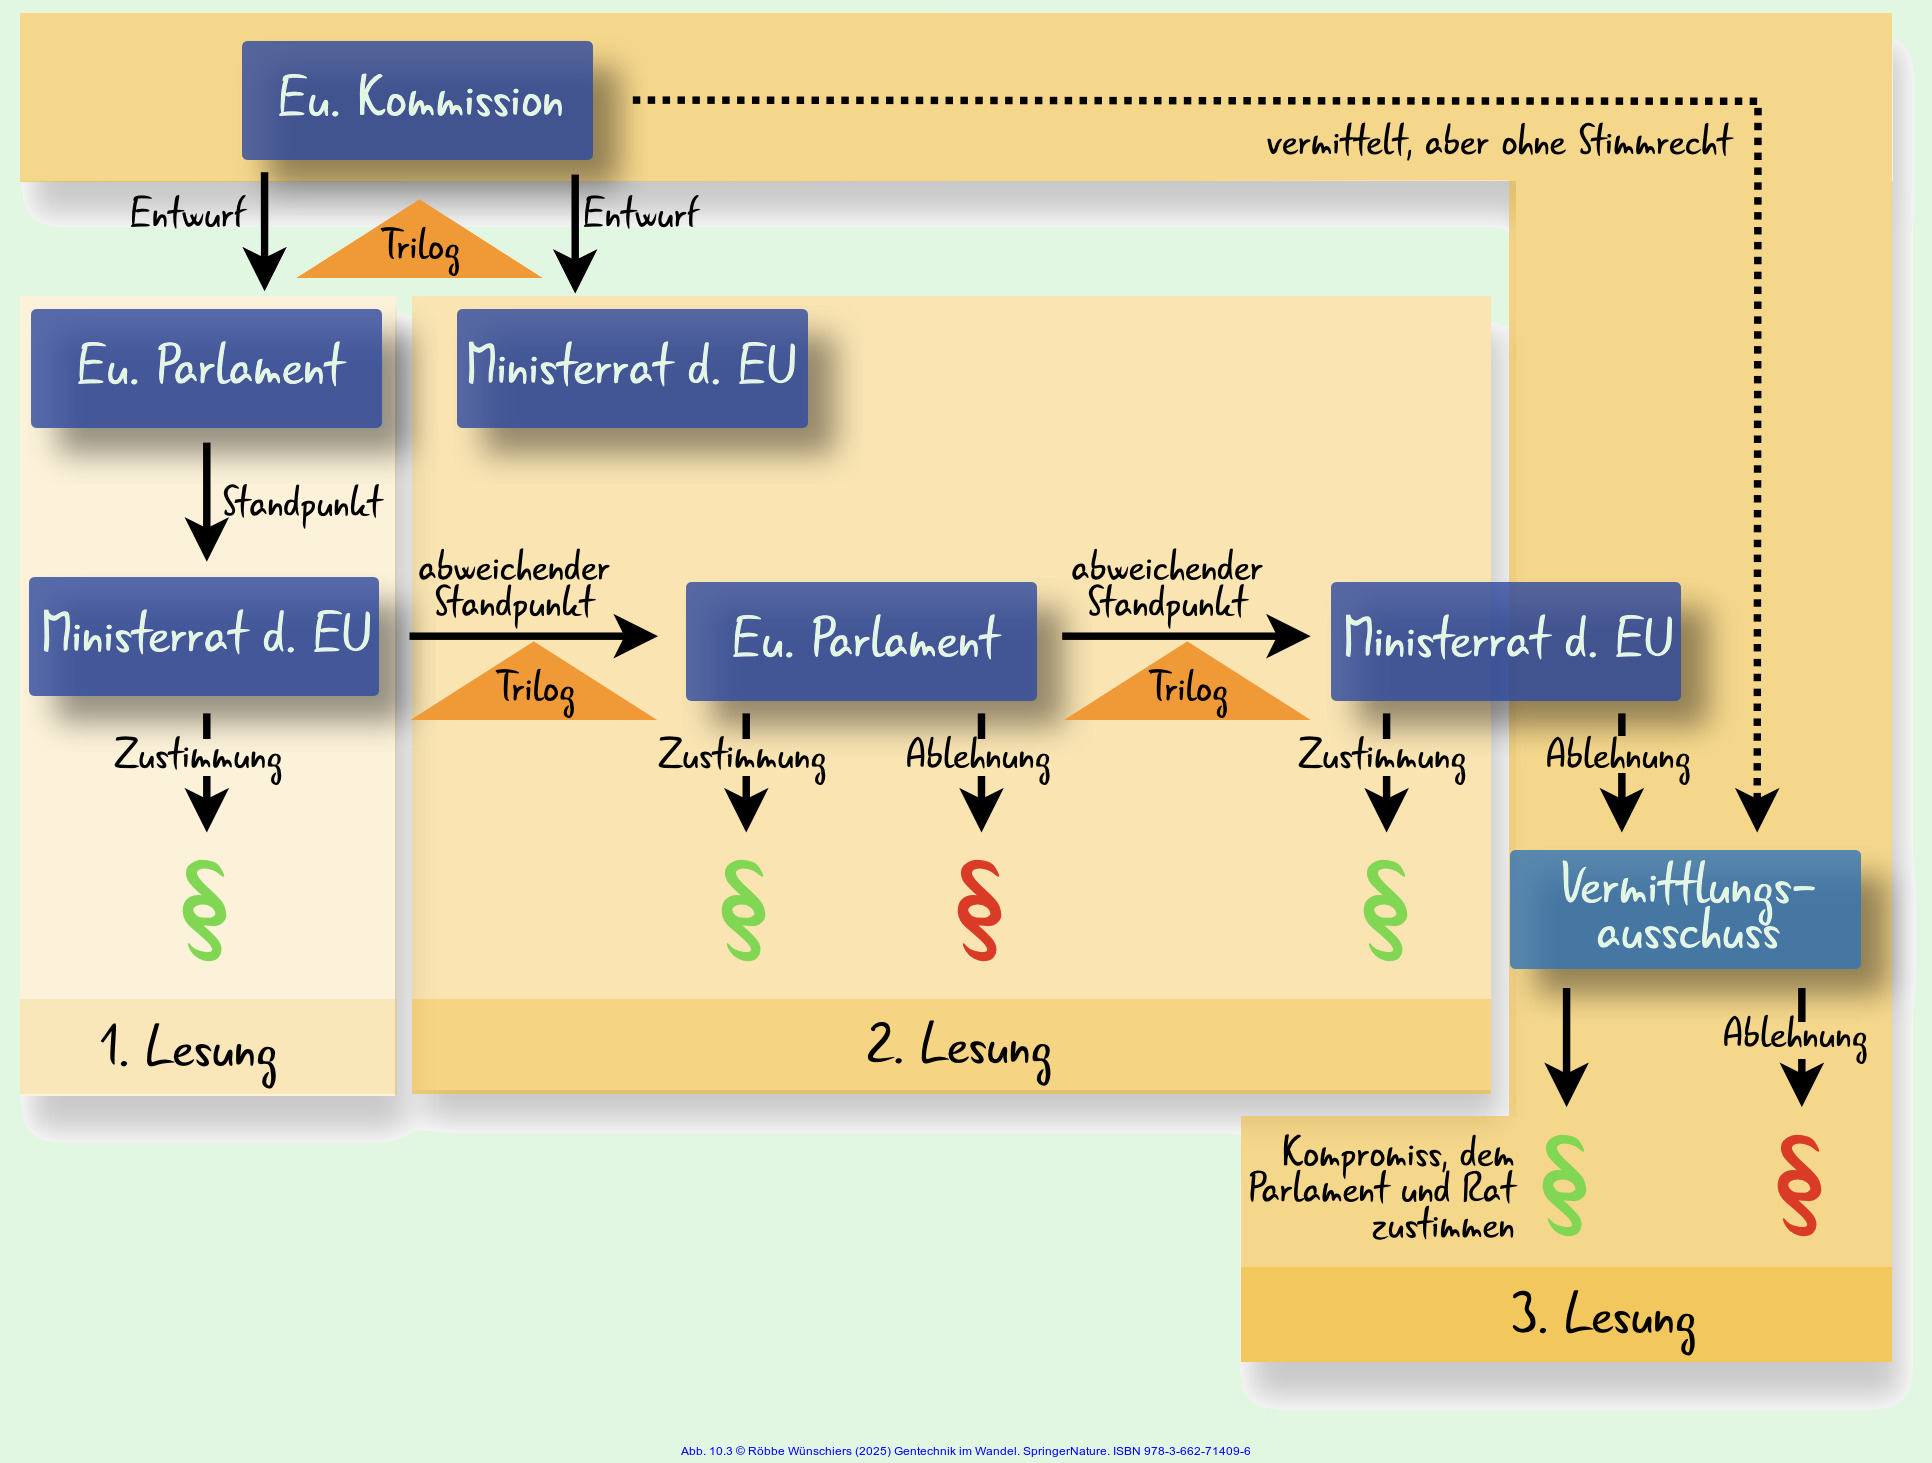 Eu. Kommission
vermittelt, aber ohne Stimmrecht
Entwurf
Trilog
Entwurf
Eu. Parlament
Ministerrat d. EU
Standpunkt
Ministerrat d. EU
abweichender
Standpunkt
Trilog
Eu. Parlament
abweichender
Standpunkt
Trilog
Ministerrat d. EU
Zustimmung
Zustimmung
Ablehnung
Zustimmung
Ablehnung
§
§
§
§
Vermittlungs-
ausschuss
1. Lesung
2. Lesung
Ablehnung
Kompromiss, dem
Parlament und Rat
zustimmen
§
§
3. Lesung
Abb. 10.3 © Röbbe Wünschiers (2025) Gentechnik im Wandel. SpringerNature. ISBN 978-3-662-71409-6